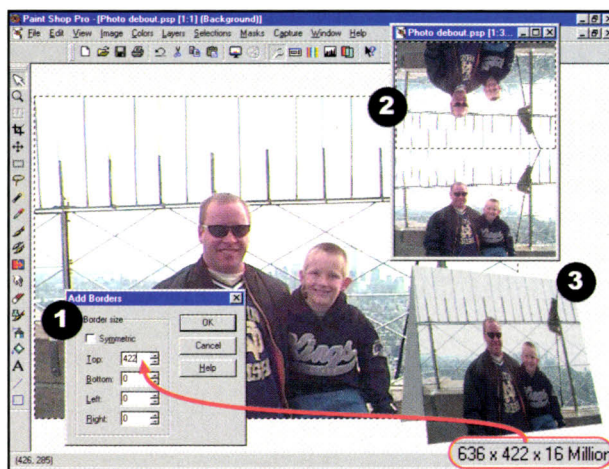 Paint Shop Pro - [Photo debout.psp [1:1] (Background)]
File Edit View Image Colors Layers Selections Masks Capture Window Help
Photo debout.psp [1:3...
2
Kings
3
Add Borders
1
Border size
Symmetric
Top: 422
Bottom: 0
Left: 0
Right: 0
OK
Cancel
Help
A
636 x 422 x 16 Million
(426, 285)